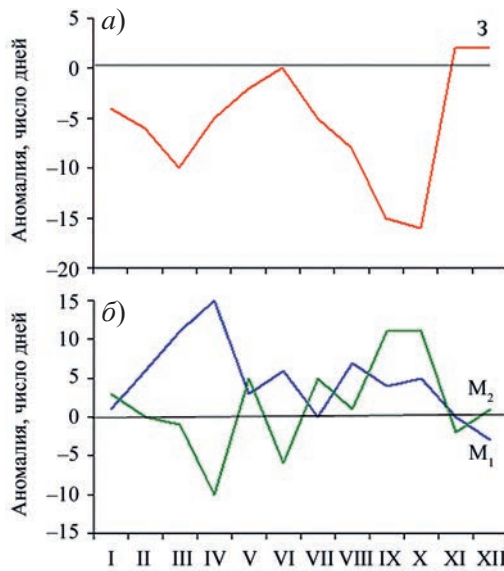 а)
З
Аномалия, число дней
5
0
–5
–10
–15
–20
б)
Аномалия, число дней
15
10
5
0
–5
–10
–15
M₂
M₁
I II III IV V VI VII VIII IX X XI XII